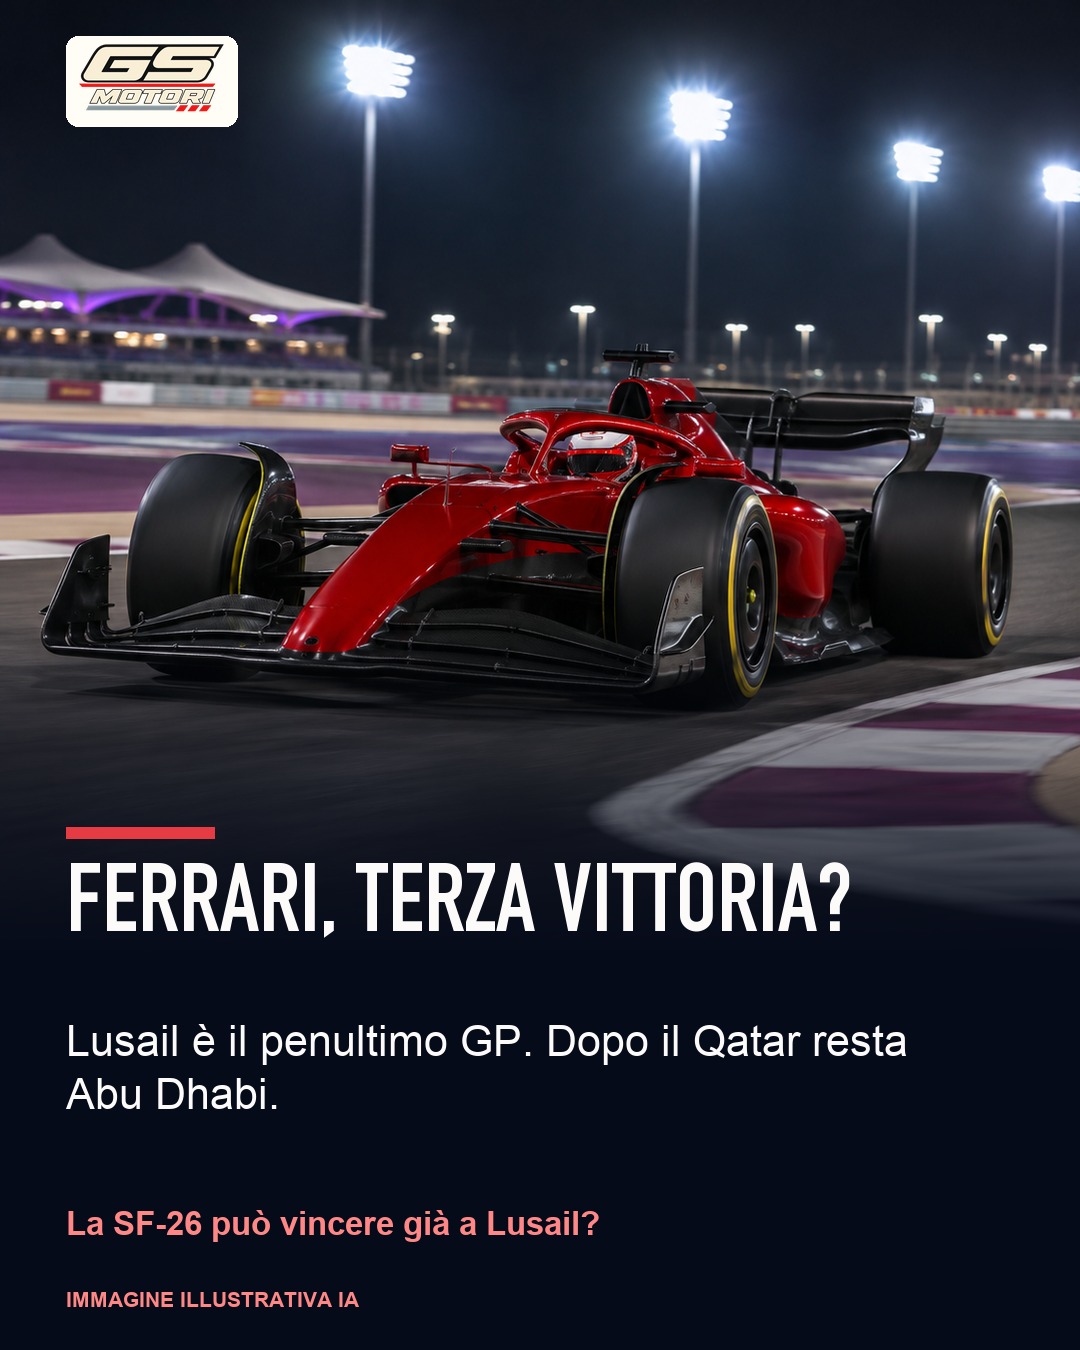 GS
MOTORI
FERRARI, TERZA VITTORIA?
Lusail è il penultimo GP. Dopo il Qatar resta
Abu Dhabi.
La SF-26 può vincere già a Lusail?
IMMAGINE ILLUSTRATIVA IA